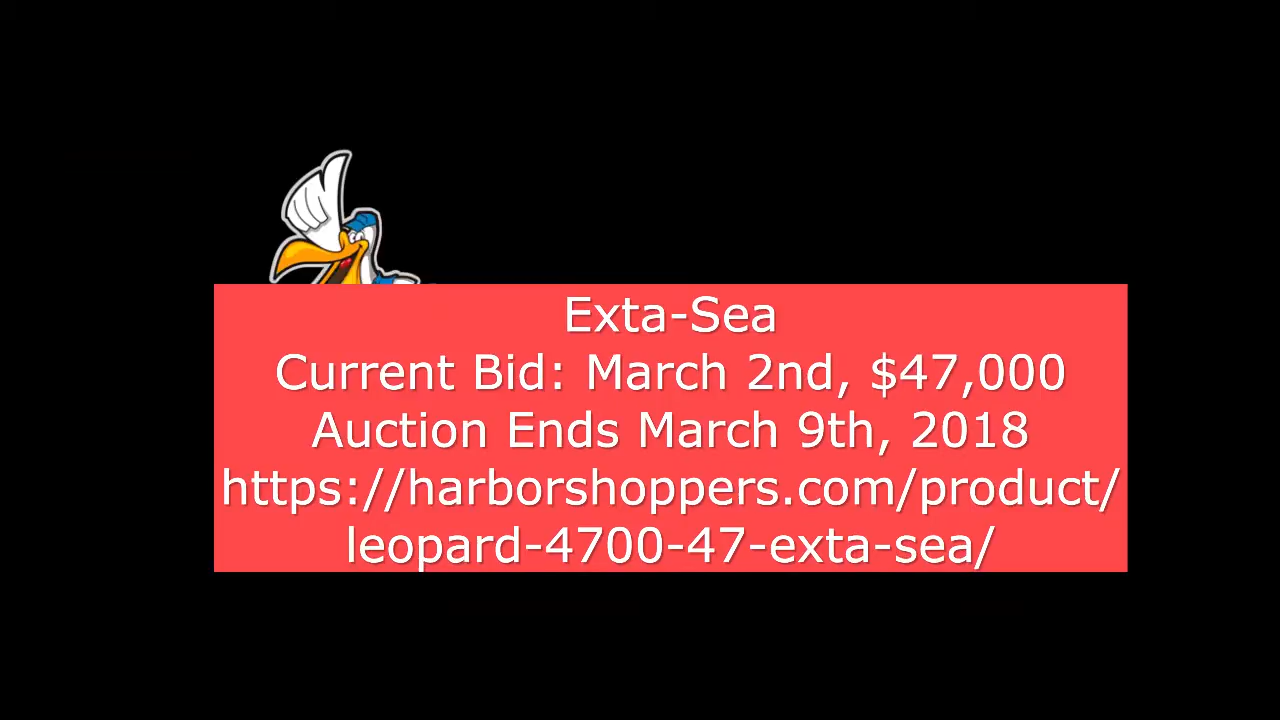 Exta-Sea
Current Bid: March 2nd, $47,000
Auction Ends March 9th, 2018
https://harborshoppers.com/product/
leopard-4700-47-exta-sea/